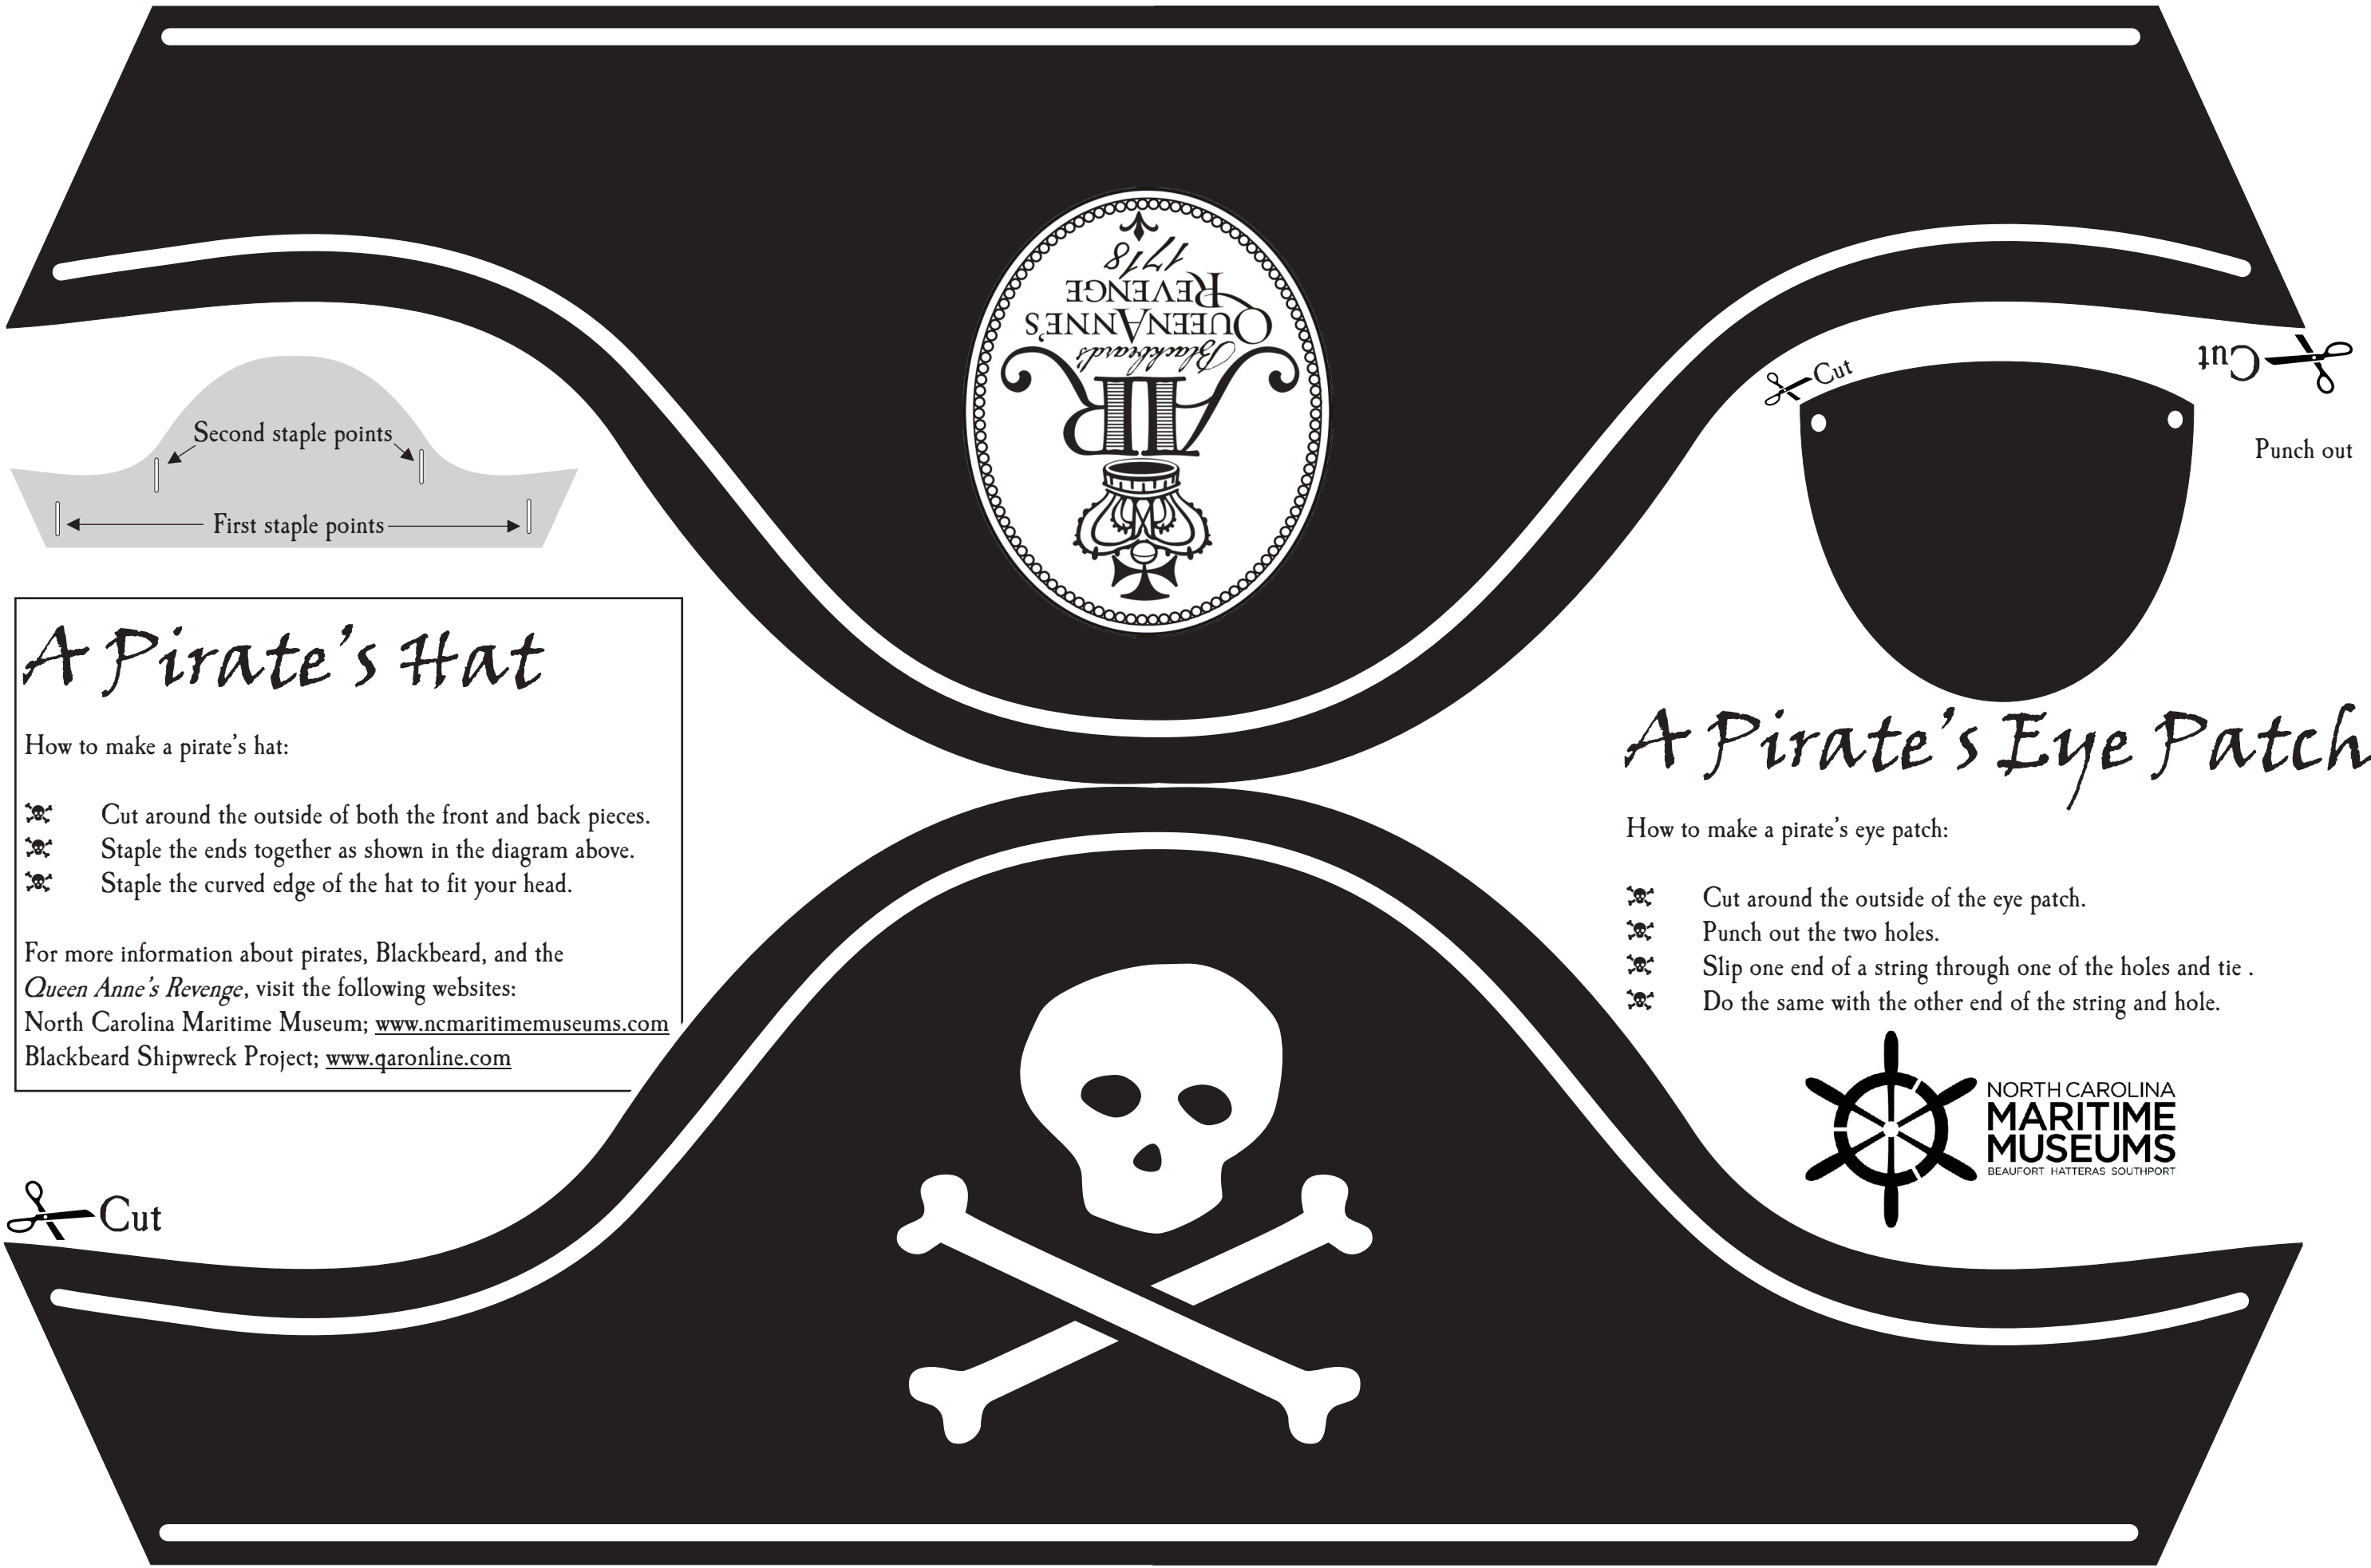 Blackbeard's
QUEEN ANNE'S
REVENGE
1718
Cut
Cut
Punch out
Second staple points
First staple points
A Pirate's Hat
How to make a pirate's hat:
Cut around the outside of both the front and back pieces.
Staple the ends together as shown in the diagram above.
Staple the curved edge of the hat to fit your head.
For more information about pirates, Blackbeard, and the
Queen Anne's Revenge, visit the following websites:
North Carolina Maritime Museum; www.ncmaritimemuseums.com
Blackbeard Shipwreck Project; www.qaronline.com
Cut
A Pirate's Eye Patch
How to make a pirate's eye patch:
Cut around the outside of the eye patch.
Punch out the two holes.
Slip one end of a string through one of the holes and tie .
Do the same with the other end of the string and hole.
NORTH CAROLINA
MARITIME
MUSEUMS
BEAUFORT HATTERAS SOUTHPORT